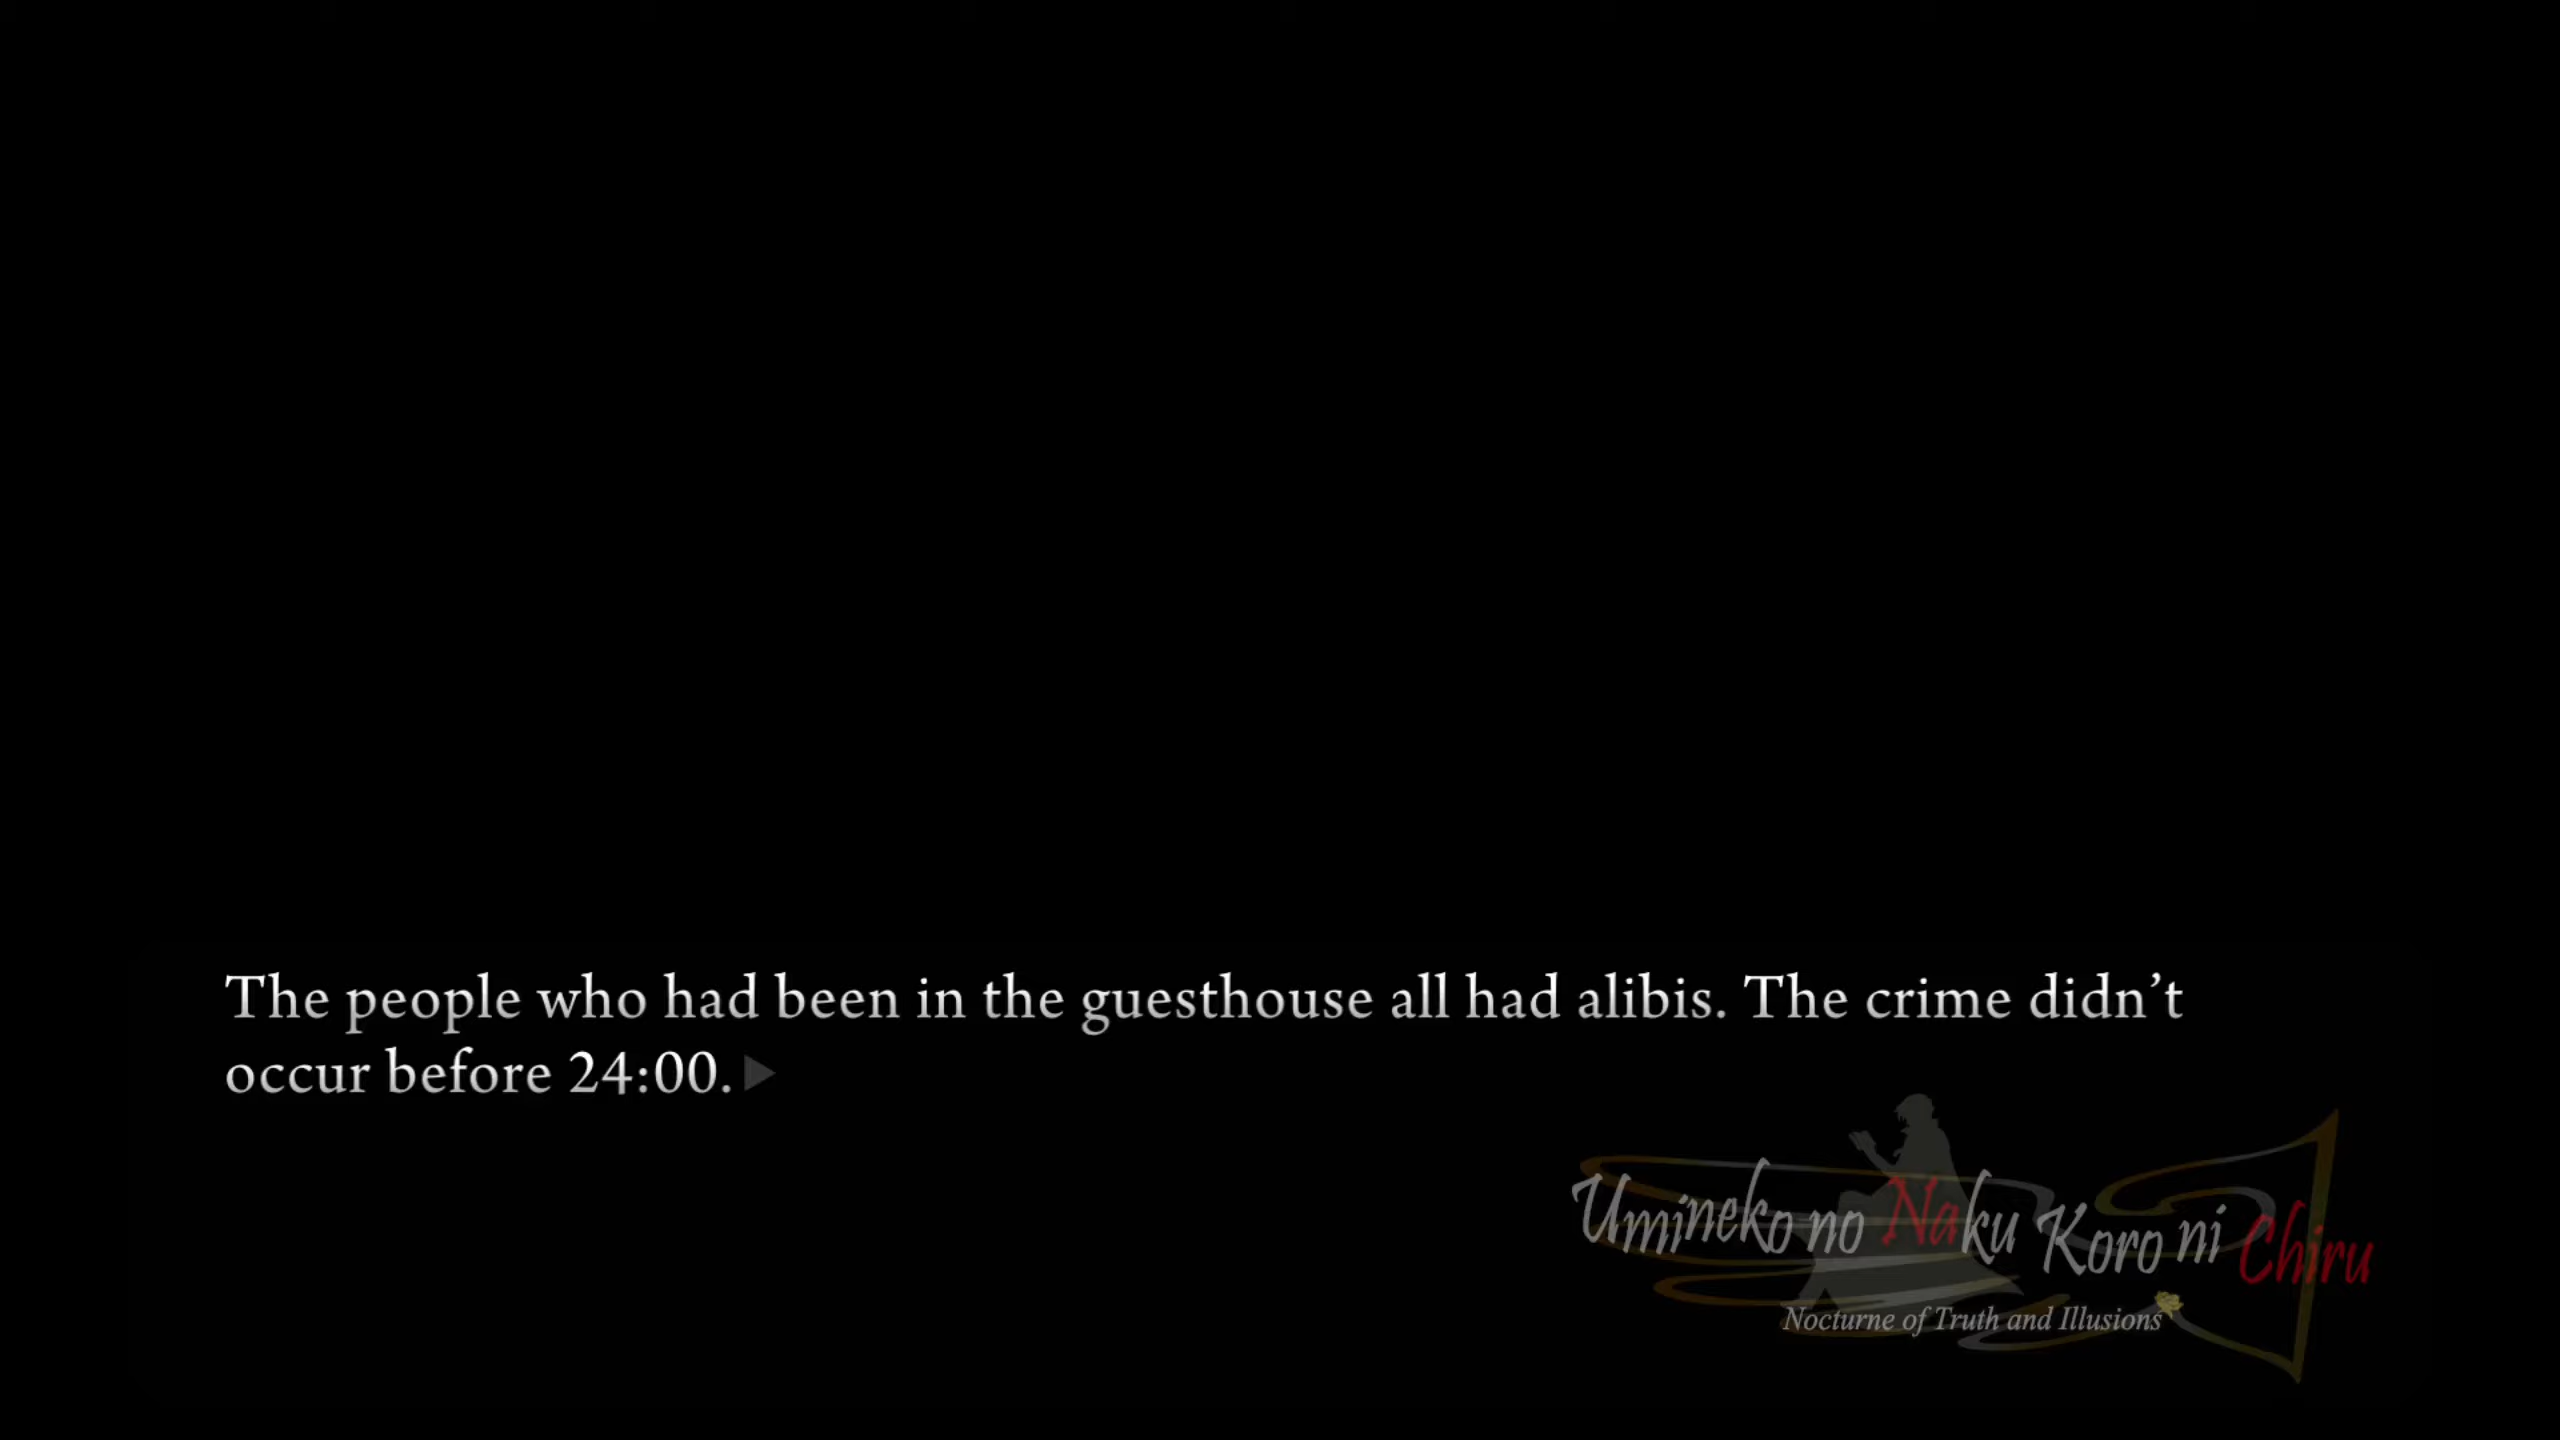 The people who had been in the guesthouse all had alibis. The crime didn’t
occur before 24:00.
Umineko no Naku Koro ni Chiru
Nocturne of Truth and Illusions